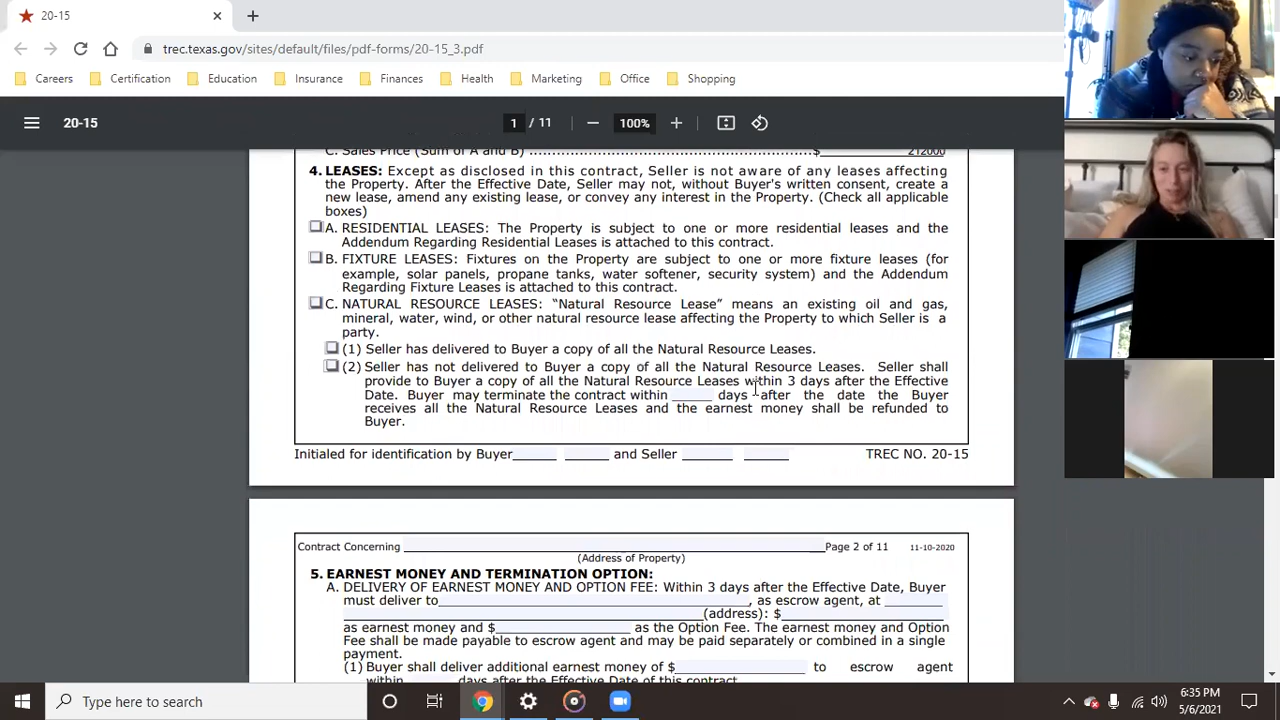 20-15
trec.texas.gov/sites/default/files/pdf-forms/20-15_3.pdf
Careers Certification Education Insurance Finances Health Marketing Office Shopping
20-15 1 / 11 100%
C. Sales Price (Sum of A and B) ........................................................$ 212000
4. LEASES: Except as disclosed in this contract, Seller is not aware of any leases affecting
the Property. After the Effective Date, Seller may not, without Buyer's written consent, create a
new lease, amend any existing lease, or convey any interest in the Property. (Check all applicable
boxes)
A. RESIDENTIAL LEASES: The Property is subject to one or more residential leases and the
Addendum Regarding Residential Leases is attached to this contract.
B. FIXTURE LEASES: Fixtures on the Property are subject to one or more fixture leases (for
example, solar panels, propane tanks, water softener, security system) and the Addendum
Regarding Fixture Leases is attached to this contract.
C. NATURAL RESOURCE LEASES: “Natural Resource Lease” means an existing oil and gas,
mineral, water, wind, or other natural resource lease affecting the Property to which Seller is a
party.
(1) Seller has delivered to Buyer a copy of all the Natural Resource Leases.
(2) Seller has not delivered to Buyer a copy of all the Natural Resource Leases. Seller shall
provide to Buyer a copy of all the Natural Resource Leases within 3 days after the Effective
Date. Buyer may terminate the contract within ______ days after the date the Buyer
receives all the Natural Resource Leases and the earnest money shall be refunded to
Buyer.
Initialed for identification by Buyer______ ______ and Seller ______ ______ TREC NO. 20-15
Contract Concerning ______ Page 2 of 11 11-10-2020
(Address of Property)
5. EARNEST MONEY AND TERMINATION OPTION:
A. DELIVERY OF EARNEST MONEY AND OPTION FEE: Within 3 days after the Effective Date, Buyer
must deliver to______, as escrow agent, at ______
______(address): $______
as earnest money and $______ as the Option Fee. The earnest money and Option
Fee shall be made payable to escrow agent and may be paid separately or combined in a single
payment.
(1) Buyer shall deliver additional earnest money of $______ to escrow agent
within ______ days after the Effective Date of this contract.
Type here to search
6:35 PM
5/6/2021